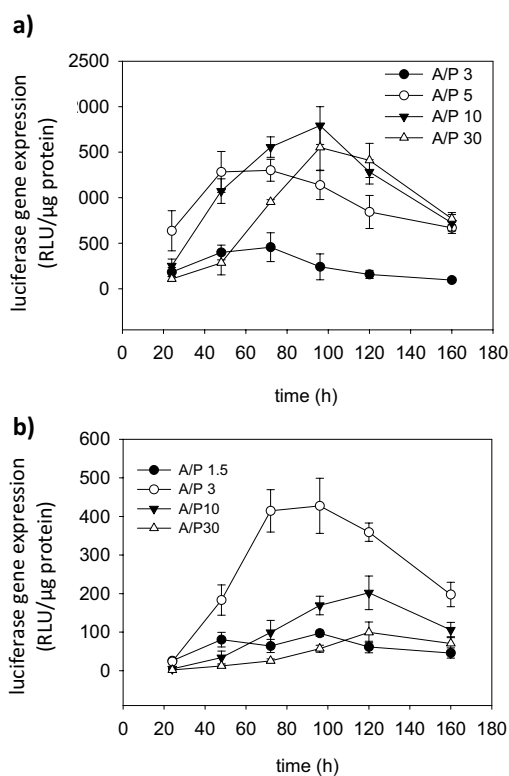 a)
luciferase gene expression
(RLU/µg protein)
2500
2000
500
000
500
0
A/P 3
A/P 5
A/P 10
A/P 30
0 20 40 60 80 100 120 140 160 180
time (h)
b)
luciferase gene expression
(RLU/µg protein)
600
500
400
300
200
100
0
A/P 1.5
A/P 3
A/P10
A/P30
0 20 40 60 80 100 120 140 160 180
time (h)